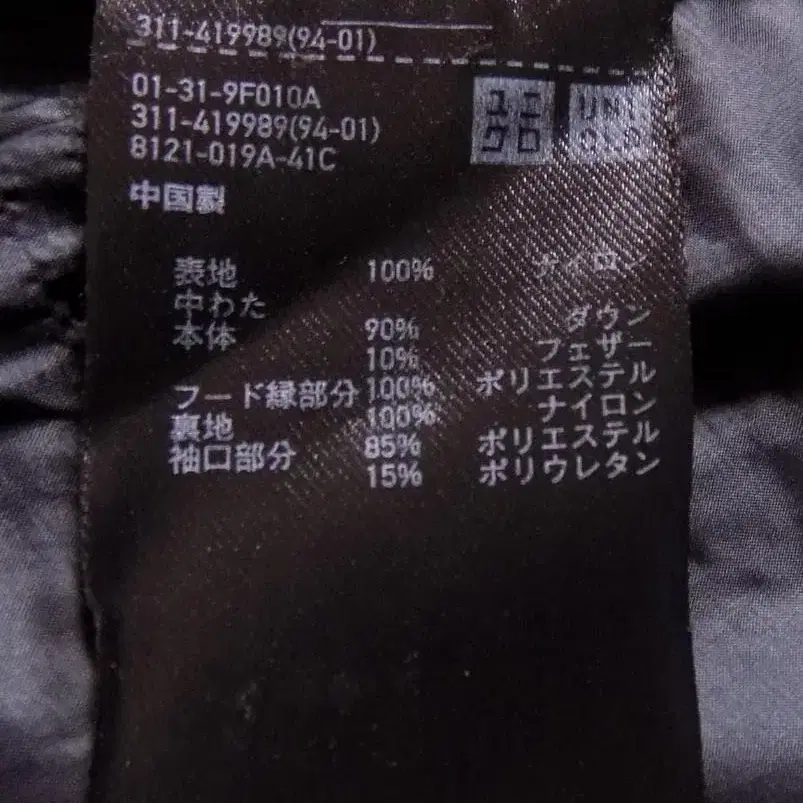 311-419989(94-01)
01-31-9F010A
311-419989(94-01)
8121-019A-41C
ユニクロ
UNIQLO
中国製
表地 100% ナイロン
中わた
本体 90% ダウン
10% フェザー
フード縁部分 100% ポリエステル
裏地 100% ナイロン
袖口部分 85% ポリエステル
15% ポリウレタン